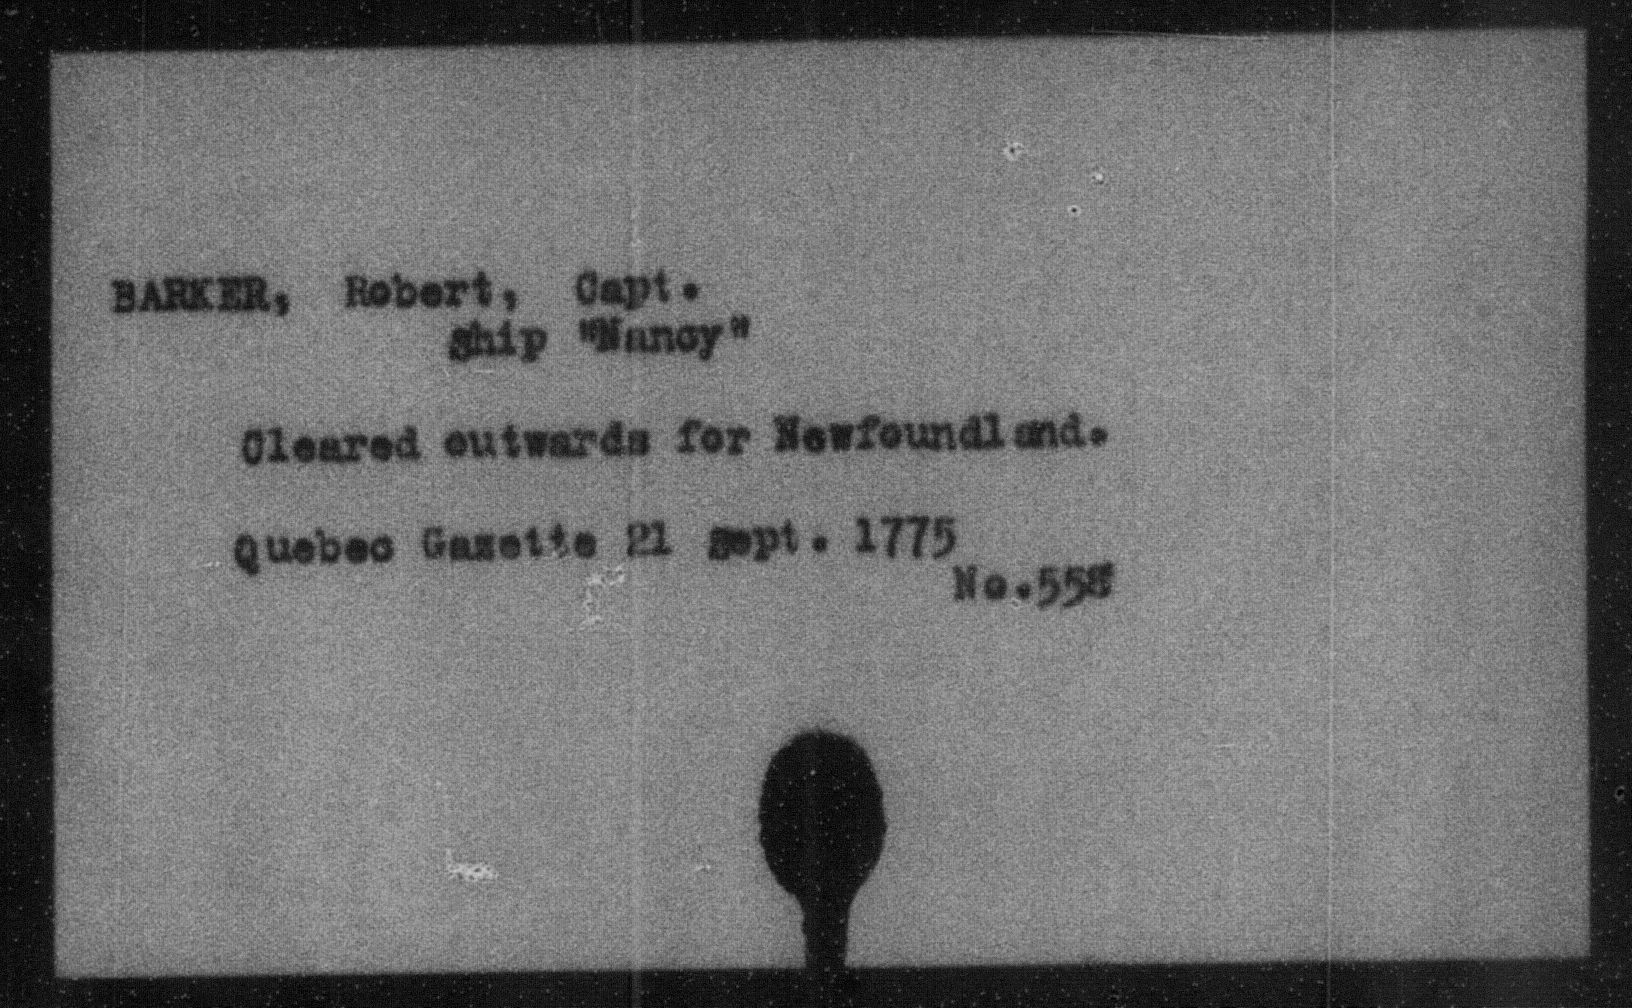 BARKER, Robert, Capt.
ship "Nancy"
Cleared outwards for Newfoundland.
Quebec Gazette 21 sept. 1775
No.558